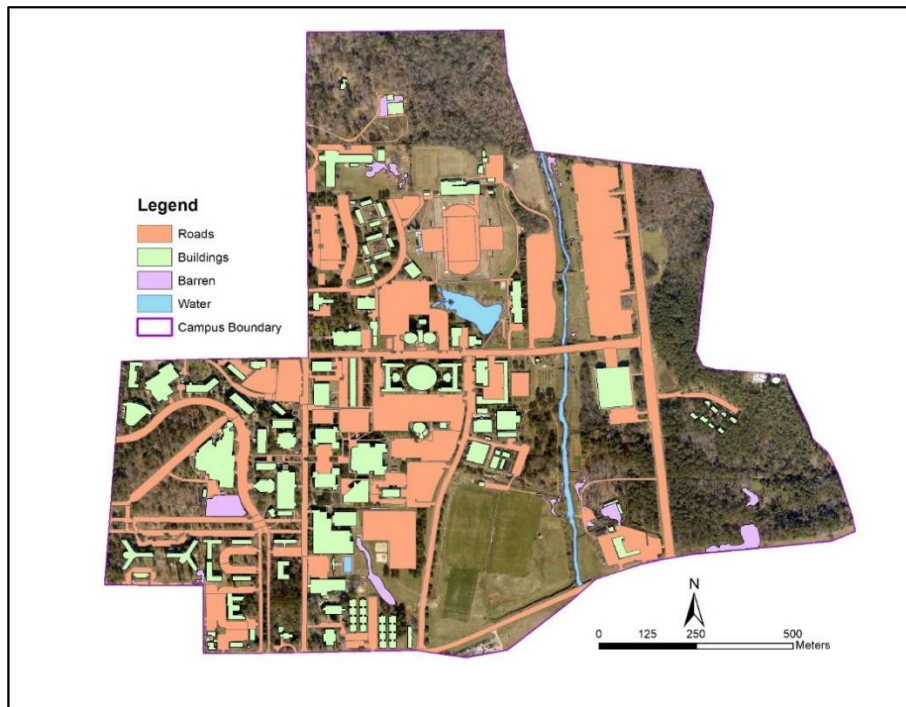 Legend
Roads
Buildings
Barren
Water
Campus Boundary
N
0 125 250 500
Meters